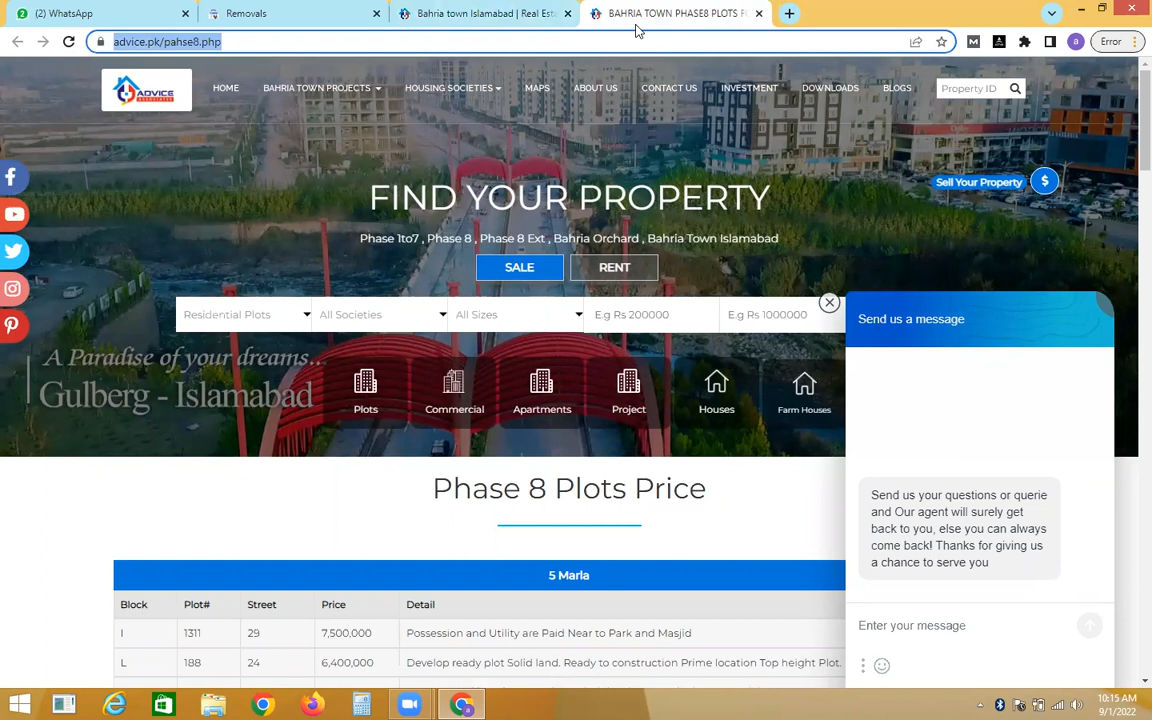 (2) WhatsApp
Removals
Bahria town Islamabad | Real Est
BAHRIA TOWN PHASE8 PLOTS F
advice.pk/pahse8.php
a
Error
ADVICE
ASSOCIATES
HOME
BAHRIA TOWN PROJECTS
HOUSING SOCIETIES
MAPS
ABOUT US
CONTACT US
INVESTMENT
DOWNLOADS
BLOGS
Property ID
Sell Your Property
$
FIND YOUR PROPERTY
Phase 1to7 , Phase 8 , Phase 8 Ext , Bahria Orchard , Bahria Town Islamabad
SALE
RENT
Residential Plots
All Societies
All Sizes
E.g Rs 200000
E.g Rs 1000000
A Paradise of your dreams...
Gulberg - Islamabad
Plots
Commercial
Apartments
Project
Houses
Farm Houses
Send us a message
Send us your questions or querie
and Our agent will surely get
back to you, else you can always
come back! Thanks for giving us
a chance to serve you
Enter your message
Phase 8 Plots Price
5 Marla
Block Plot# Street Price Detail
I 1311 29 7,500,000 Possession and Utility are Paid Near to Park and Masjid
L 188 24 6,400,000 Develop ready plot Solid land. Ready to construction Prime location Top height Plot.
10:15 AM
9/1/2022